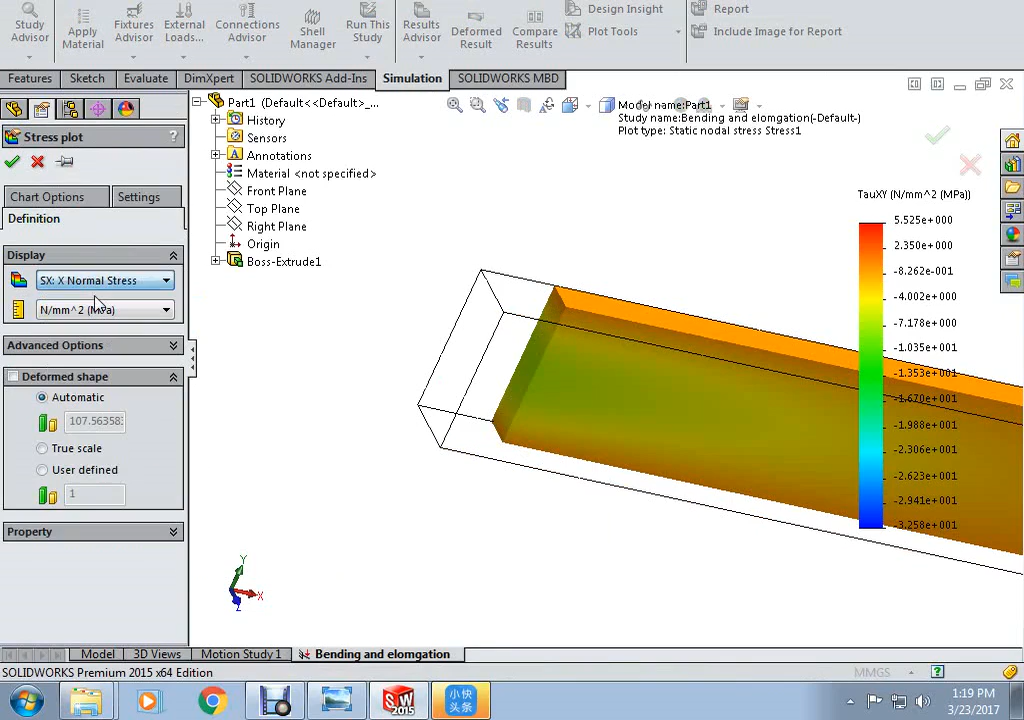 Study Advisor
Apply Material
Fixtures Advisor
External Loads...
Connections Advisor
Shell Manager
Run This Study
Results Advisor
Deformed Result
Compare Results
Design Insight
Plot Tools
Report
Include Image for Report
Features
Sketch
Evaluate
DimXpert
SOLIDWORKS Add-Ins
Simulation
SOLIDWORKS MBD
Stress plot
?
Chart Options
Settings
Definition
Display
SX: X Normal Stress
N/mm^2 (MPa)
Advanced Options
Deformed shape
Automatic
107.56358
True scale
User defined
1
Property
Part1 (Default<<Default>_...
History
Sensors
A
Annotations
Material <not specified>
Front Plane
Top Plane
Right Plane
Origin
Boss-Extrude1
Model name:Part1
Study name:Bending and elomgation(-Default-)
Plot type: Static nodal stress Stress1
TauXY (N/mm^2 (MPa))
5.525e+000
2.350e+000
-8.262e-001
-4.002e+000
-7.178e+000
-1.035e+001
-1.353e+001
-1.670e+001
-1.988e+001
-2.306e+001
-2.623e+001
-2.941e+001
-3.258e+001
Y
X
Z
Model
3D Views
Motion Study 1
Bending and elomgation
SOLIDWORKS Premium 2015 x64 Edition
MMGS
?
SW
2015
小快
头条
1:19 PM
3/23/2017